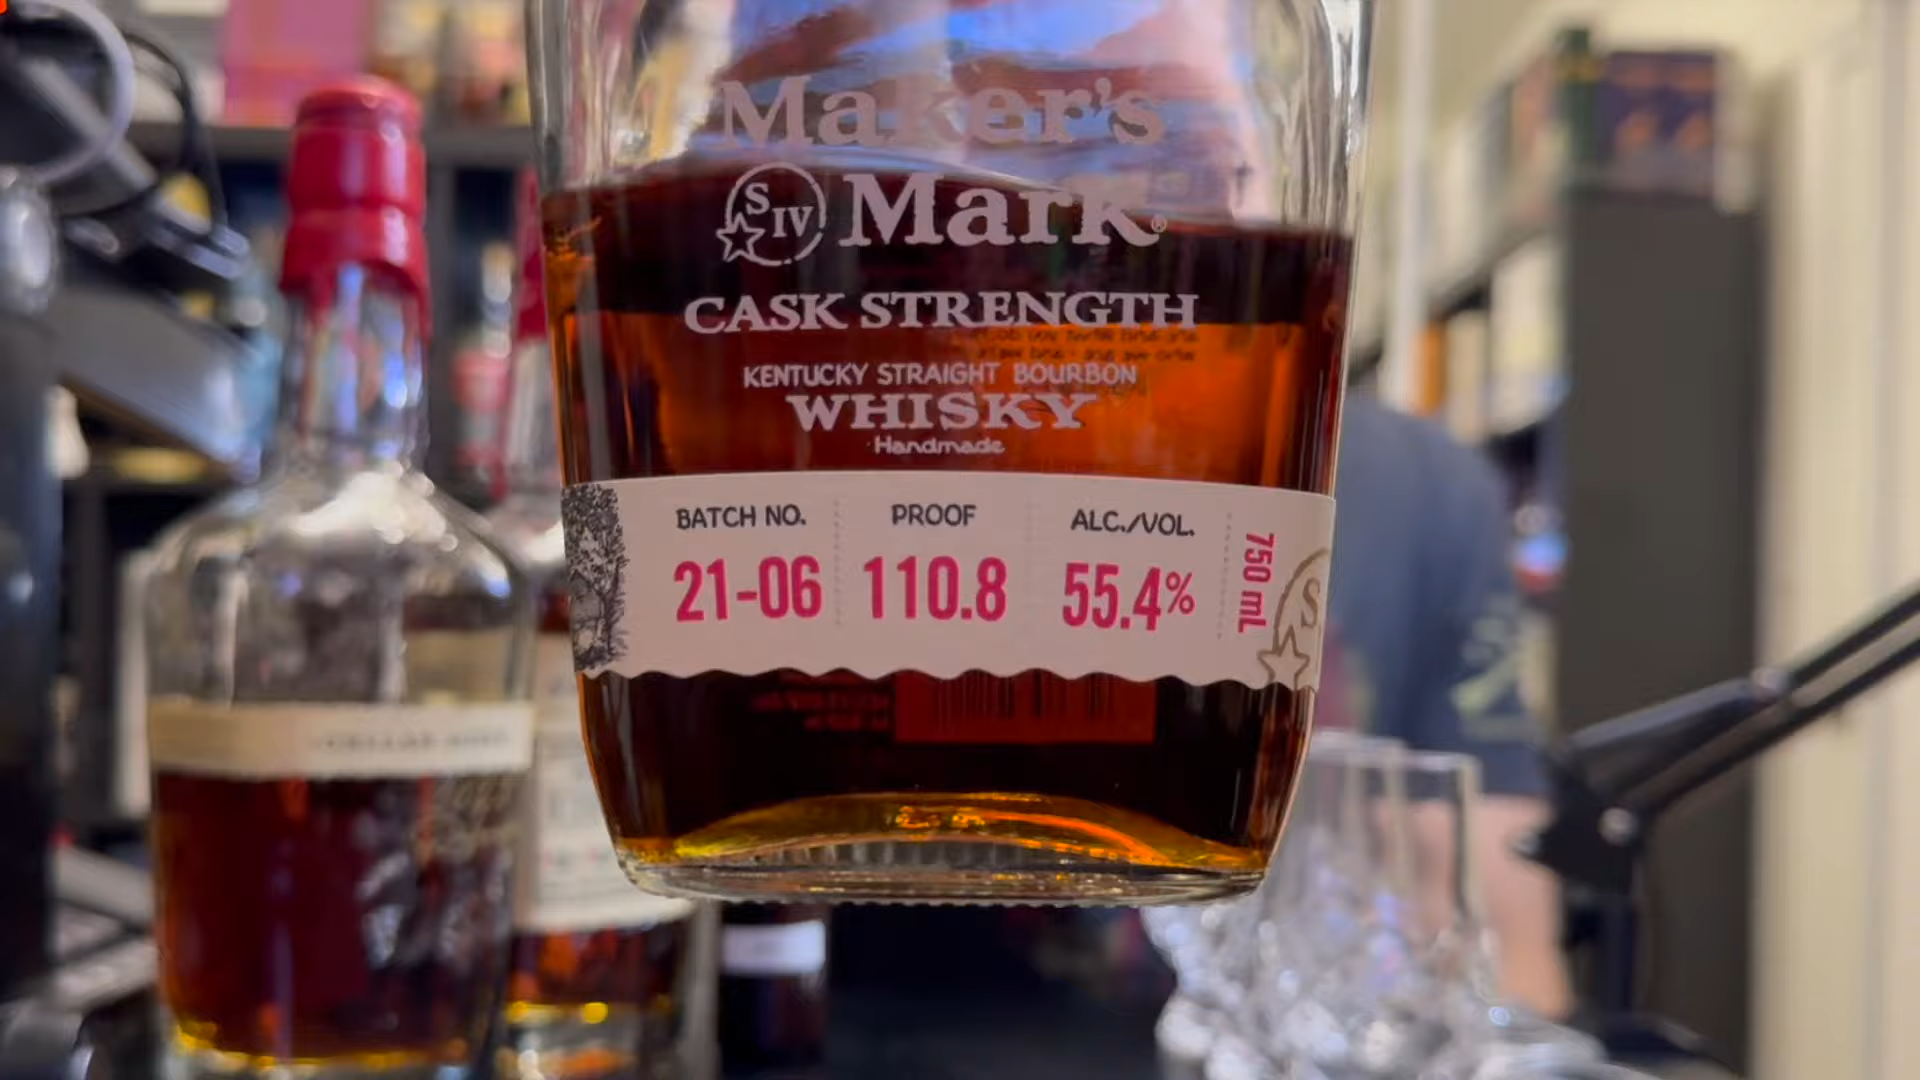 Maker's
S IV Mark®
CASK STRENGTH
KENTUCKY STRAIGHT BOURBON
WHISKY
Handmade
BATCH NO. PROOF ALC./VOL.
21-06 110.8 55.4%
750 mL
S